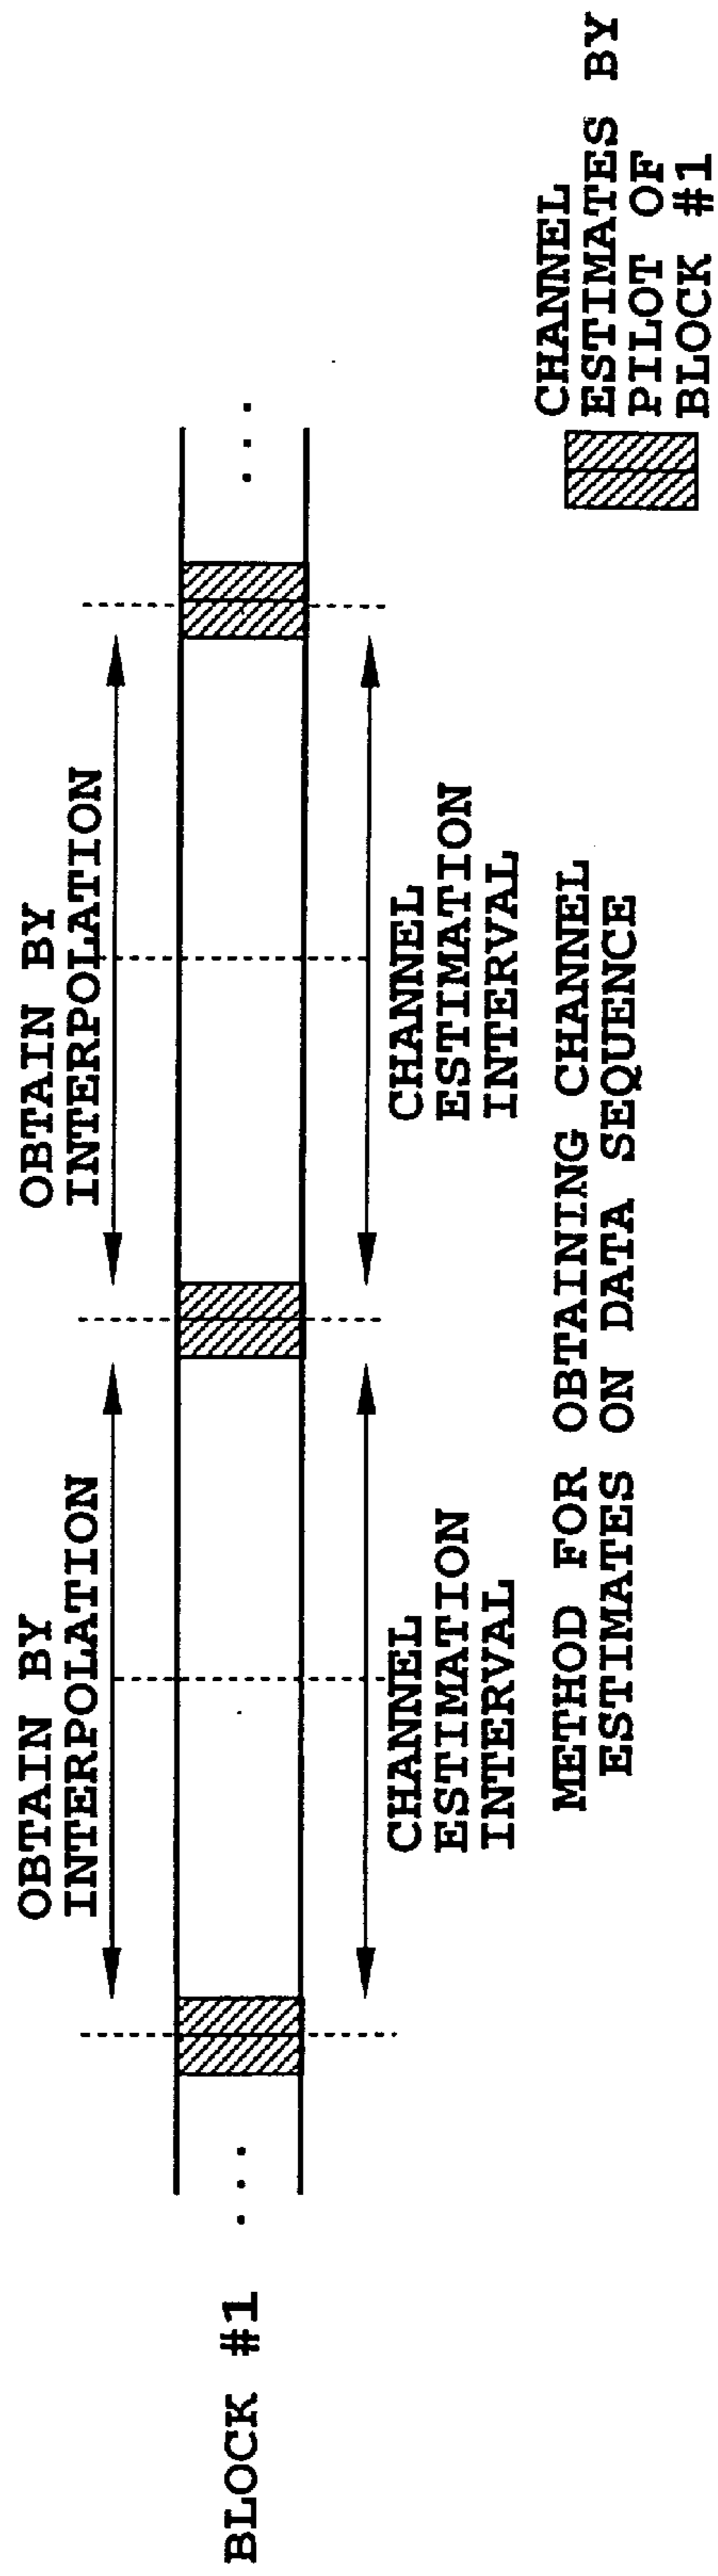 OBTAIN BY
INTERPOLATION
OBTAIN BY
INTERPOLATION
BLOCK #1
...
...
CHANNEL
ESTIMATION
INTERVAL
CHANNEL
ESTIMATION
INTERVAL
METHOD FOR OBTAINING CHANNEL
ESTIMATES ON DATA SEQUENCE
CHANNEL
ESTIMATES BY
PILOT OF
BLOCK #1